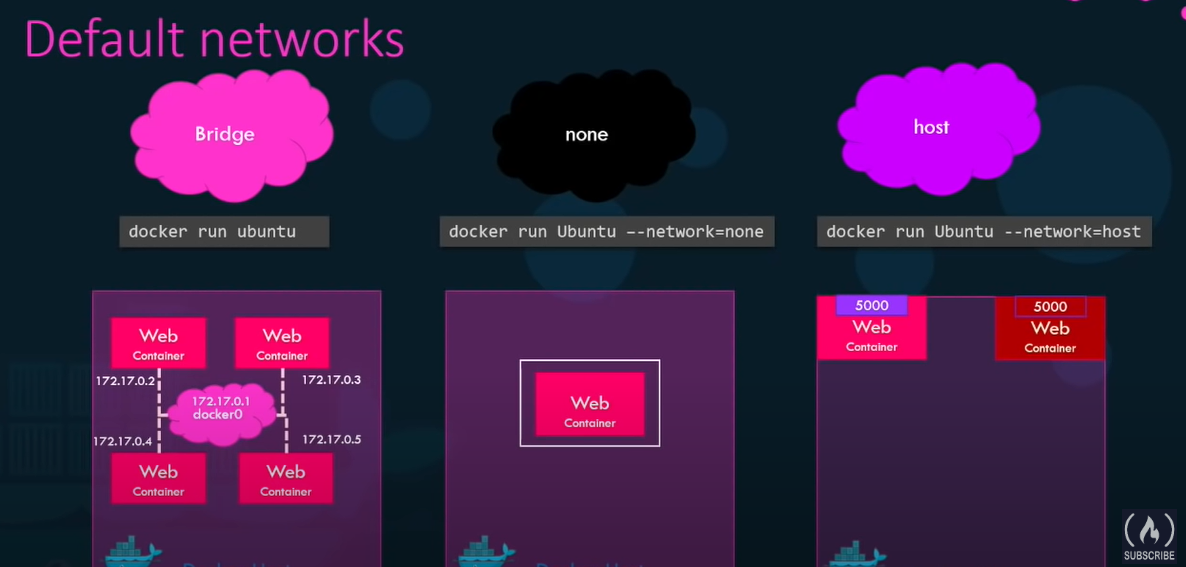 Default networks
Bridge
none
host
docker run ubuntu
docker run Ubuntu –-network=none
docker run Ubuntu --network=host
Web
Container
Web
Container
172.17.0.2
172.17.0.3
172.17.0.1
docker0
172.17.0.4
172.17.0.5
Web
Container
Web
Container
Web
Container
5000
Web
Container
5000
Web
Container
SUBSCRIBE